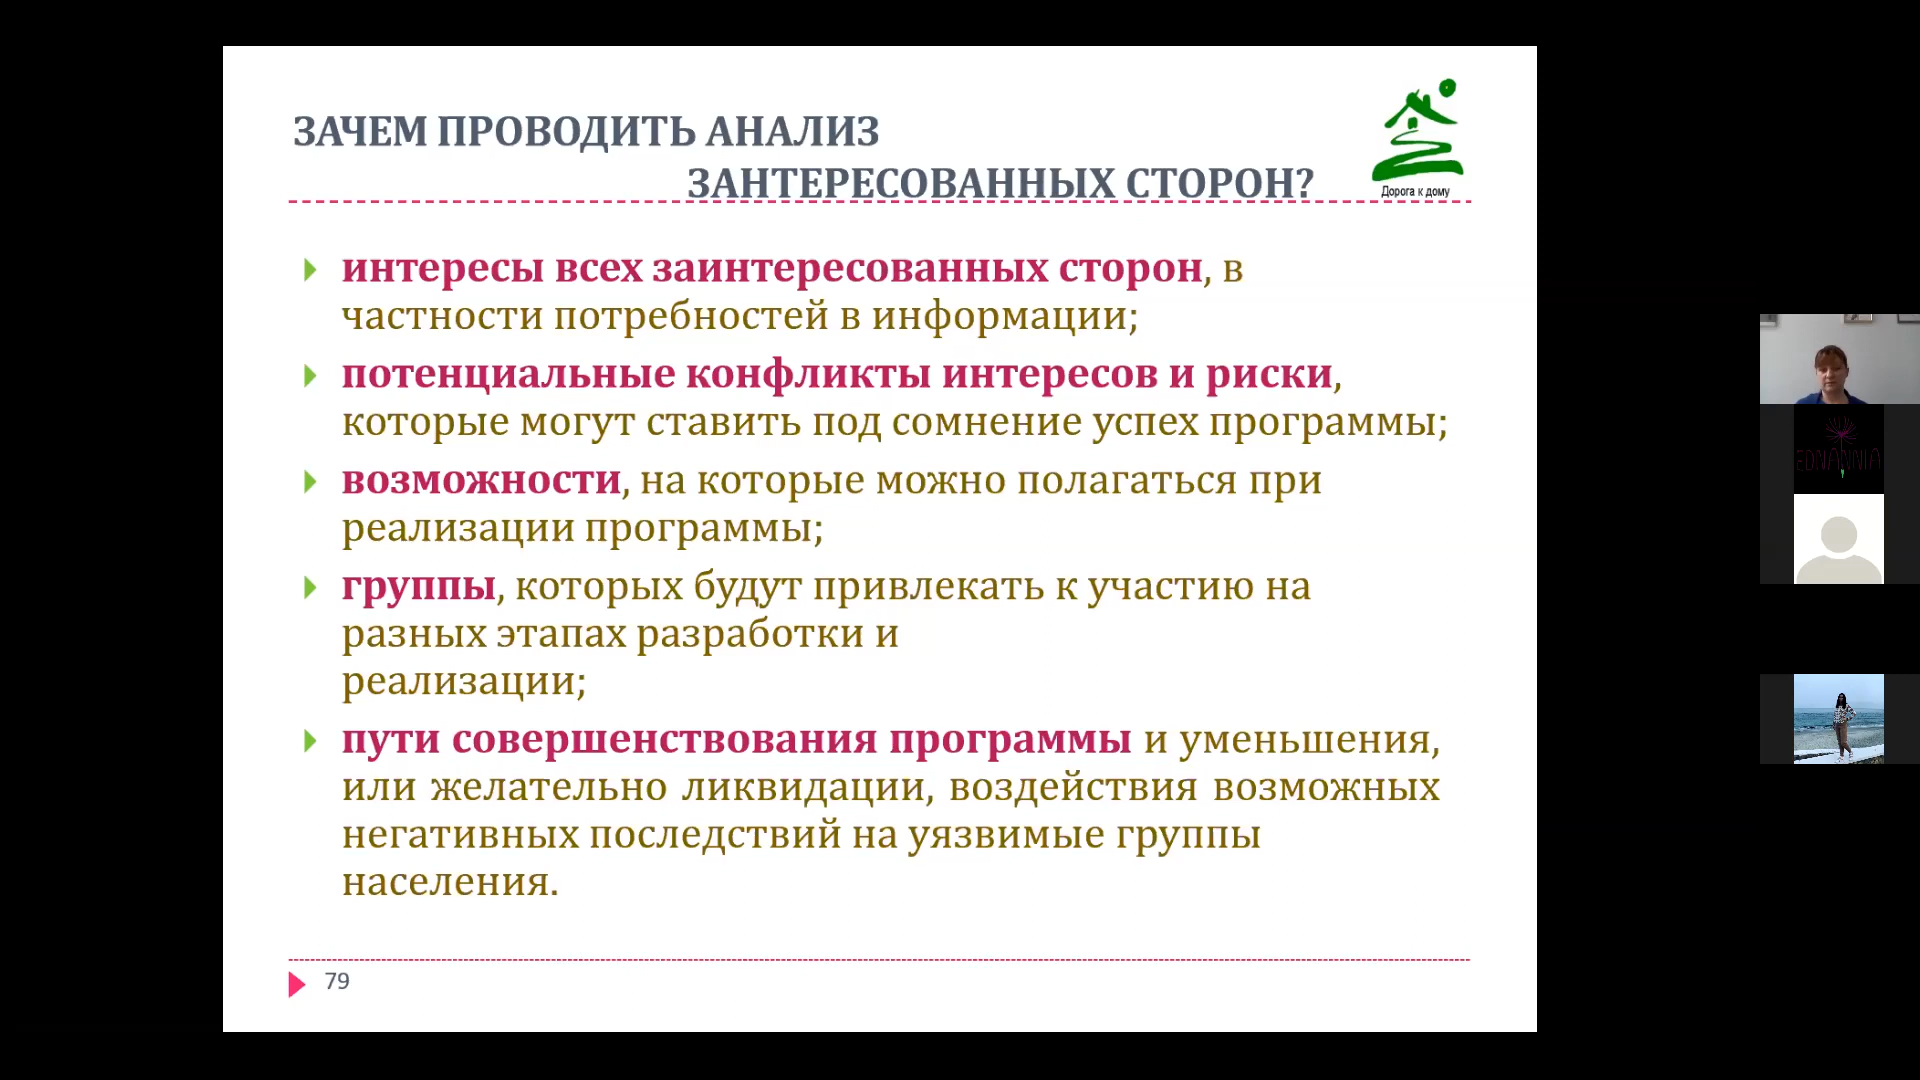 ЗАЧЕМ ПРОВОДИТЬ АНАЛИЗ
ЗАНТЕРЕСОВАННЫХ СТОРОН?
Дорога к дому
интересы всех заинтересованных сторон, в
частности потребностей в информации;
потенциальные конфликты интересов и риски,
которые могут ставить под сомнение успех программы;
возможности, на которые можно полагаться при
реализации программы;
группы, которых будут привлекать к участию на
разных этапах разработки и
реализации;
пути совершенствования программы и уменьшения,
или желательно ликвидации, воздействия возможных
негативных последствий на уязвимые группы
населения.
79
EDNANNIA